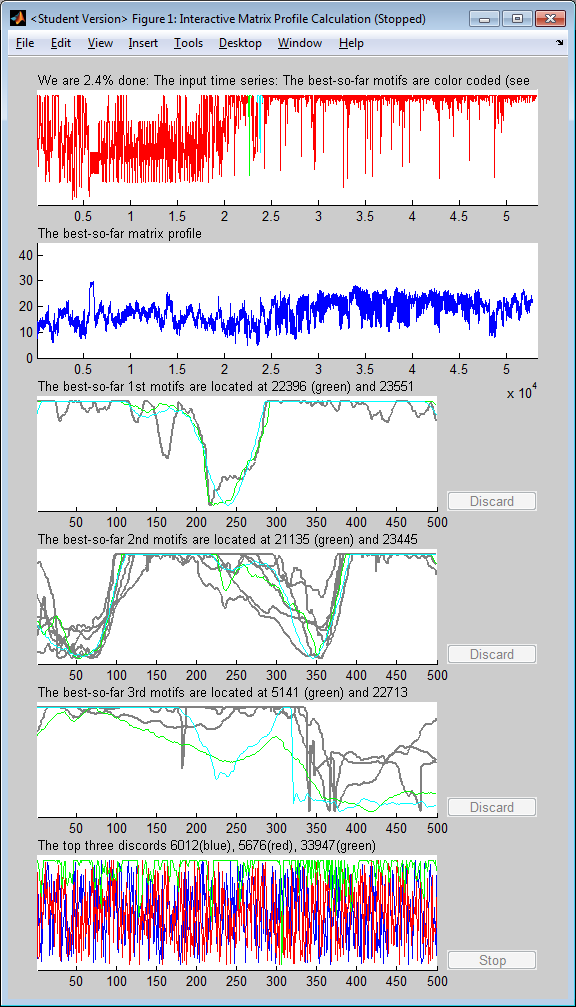 <Student Version> Figure 1: Interactive Matrix Profile Calculation (Stopped)
File Edit View Insert Tools Desktop Window Help
We are 2.4% done: The input time series: The best-so-far motifs are color coded (see
0.5 1 1.5 2 2.5 3 3.5 4 4.5 5
The best-so-far matrix profile
40
30
20
10
0
0.5 1 1.5 2 2.5 3 3.5 4 4.5 5
x 10^4
The best-so-far 1st motifs are located at 22396 (green) and 23551
Discard
50 100 150 200 250 300 350 400 450 500
The best-so-far 2nd motifs are located at 21135 (green) and 23445
Discard
50 100 150 200 250 300 350 400 450 500
The best-so-far 3rd motifs are located at 5141 (green) and 22713
Discard
50 100 150 200 250 300 350 400 450 500
The top three discords 6012(blue), 5676(red), 33947(green)
Stop
50 100 150 200 250 300 350 400 450 500